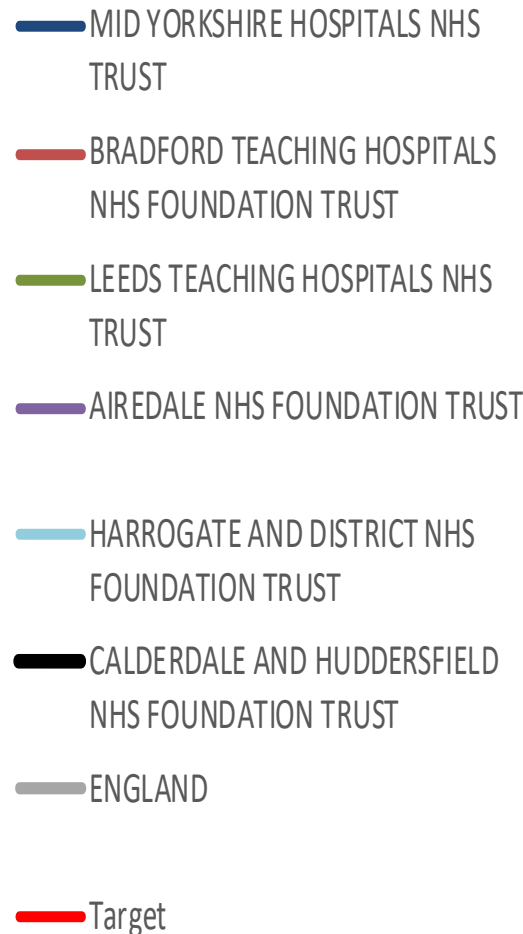 MID YORKSHIRE HOSPITALS NHS
TRUST
BRADFORD TEACHING HOSPITALS
NHS FOUNDATION TRUST
LEEDS TEACHING HOSPITALS NHS
TRUST
AIREDALE NHS FOUNDATION TRUST
HARROGATE AND DISTRICT NHS
FOUNDATION TRUST
CALDERDALE AND HUDDERSFIELD
NHS FOUNDATION TRUST
ENGLAND
Target